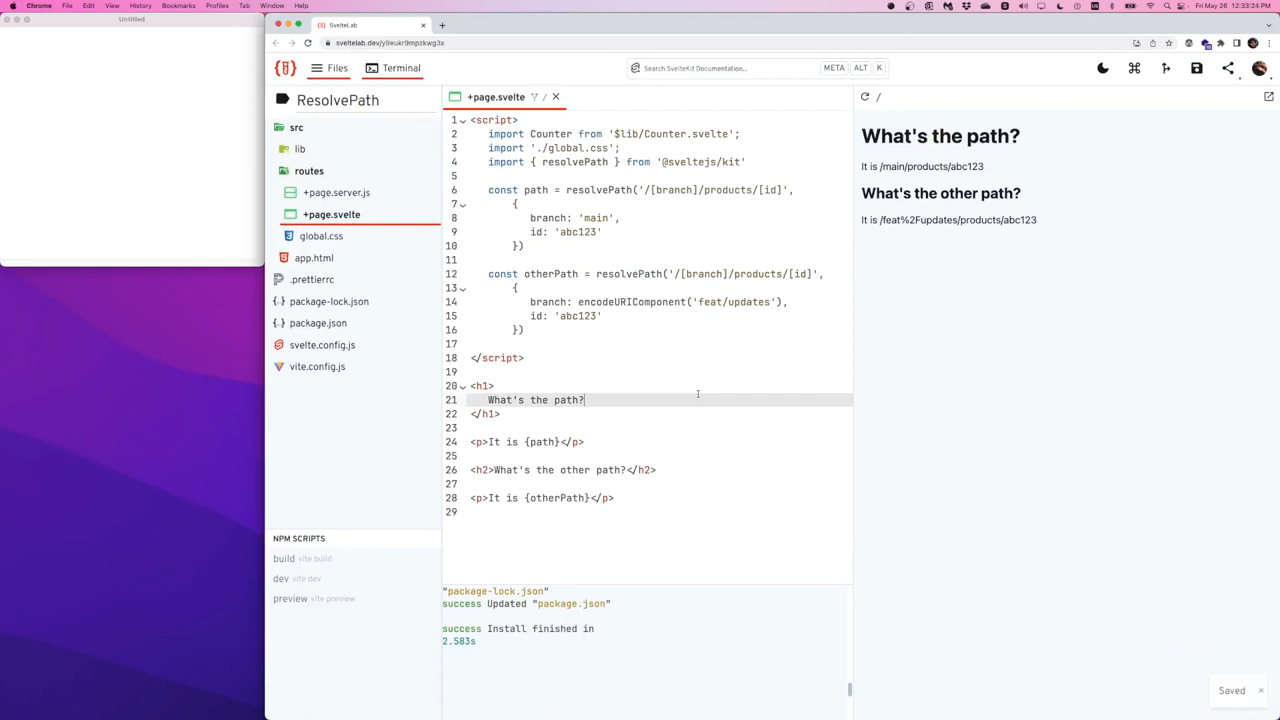 Chrome File Edit View History Bookmarks Profiles Tab Window Help
Fri May 26 12:33:24 PM
Untitled
SvelteLab
sveltelab.dev/y9eukr9mpzkwg3x
Files
Terminal
Search SvelteKit Documentation...
META ALT K
ResolvePath
src
lib
routes
+page.server.js
+page.svelte
global.css
app.html
.prettierrc
package-lock.json
package.json
svelte.config.js
vite.config.js
NPM SCRIPTS
build vite build
dev vite dev
preview vite preview
+page.svelte /
1 <script>
2 import Counter from '$lib/Counter.svelte';
3 import './global.css';
4 import { resolvePath } from '@sveltejs/kit'
5
6 const path = resolvePath('/[branch]/products/[id]',
7 {
8 branch: 'main',
9 id: 'abc123'
10 })
11
12 const otherPath = resolvePath('/[branch]/products/[id]',
13 {
14 branch: encodeURIComponent('feat/updates'),
15 id: 'abc123'
16 })
17
18 </script>
19
20 <h1>
21 What's the path?
22 </h1>
23
24 <p>It is {path}</p>
25
26 <h2>What's the other path?</h2>
27
28 <p>It is {otherPath}</p>
29
"package-lock.json"
success Updated "package.json"
success Install finished in
2.583s
/
What's the path?
It is /main/products/abc123
What's the other path?
It is /feat%2Fupdates/products/abc123
Saved ×